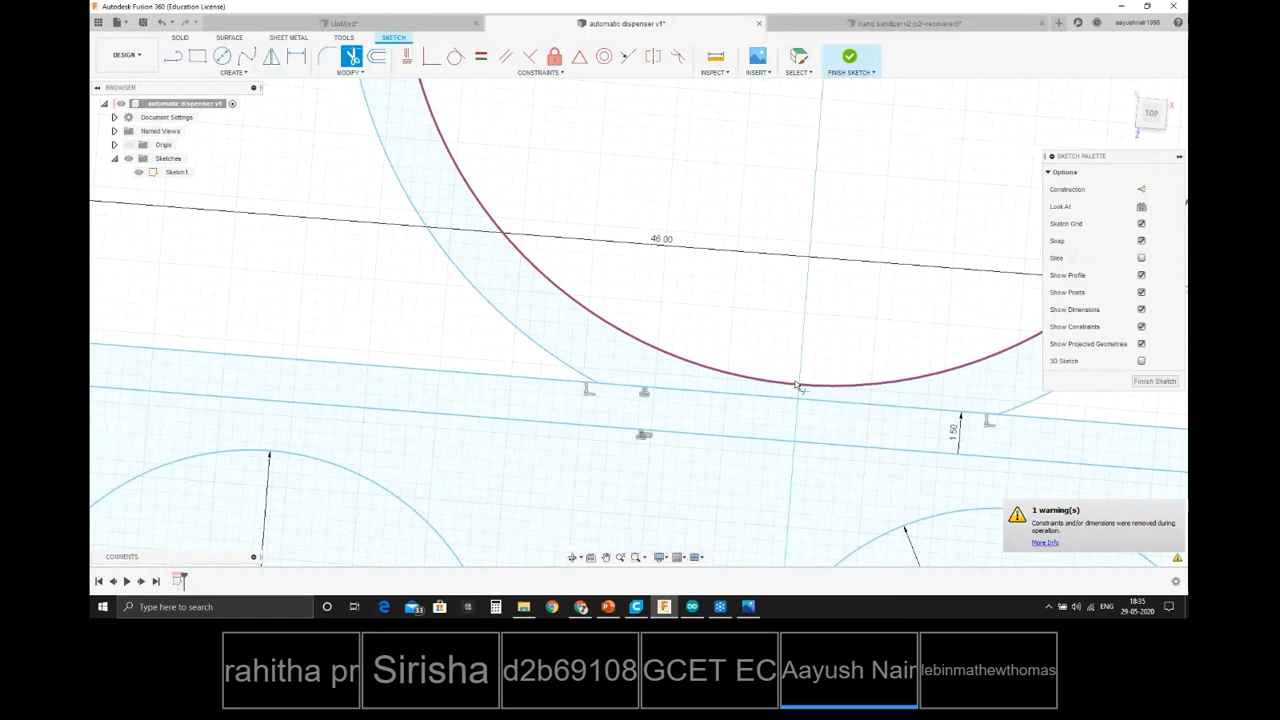 Autodesk Fusion 360 (Education License)
Untitled*
automatic dispenser v1*
hand sanitizer v2 (v2~recovered)*
aayushnair1998
DESIGN
SOLID
SURFACE
SHEET METAL
TOOLS
SKETCH
CREATE
MODIFY
CONSTRAINTS
INSPECT
INSERT
SELECT
FINISH SKETCH
BROWSER
automatic dispenser v1
Document Settings
Named Views
Origin
Sketches
Sketch1
TOP
X
Z
SKETCH PALETTE
Options
Construction
Look At
Sketch Grid
Snap
Slice
Show Profile
Show Points
Show Dimensions
Show Constraints
Show Projected Geometries
3D Sketch
Finish Sketch
46.00
1.50
1 warning(s)
Constraints and/or dimensions were removed during
operation.
More Info
COMMENTS
Type here to search
ENG
18:35
29-05-2020
rahitha pr
Sirisha
d2b69108
GCET EC
Aayush Nair
lebinmathewthomas